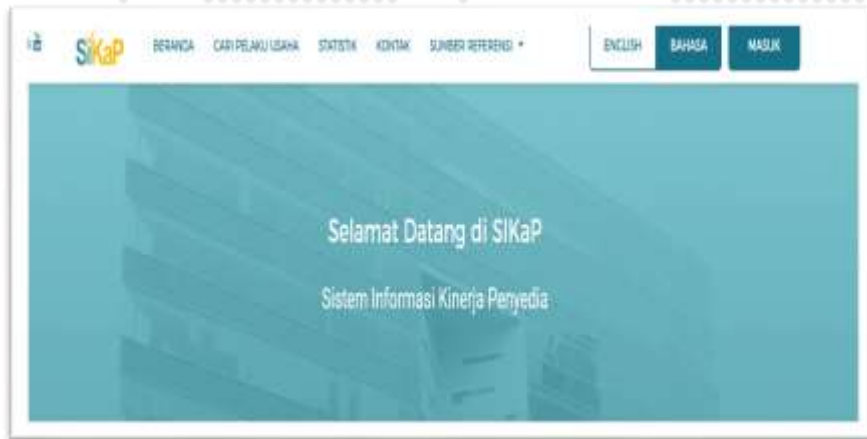 SiKaP BERANDA CARI PELAKU USAHA STATISTIK KONTAK SUMBER REFERENSI ENGLISH BAHASA MASUK
Selamat Datang di SIKaP
Sistem Informasi Kinerja Penyedia